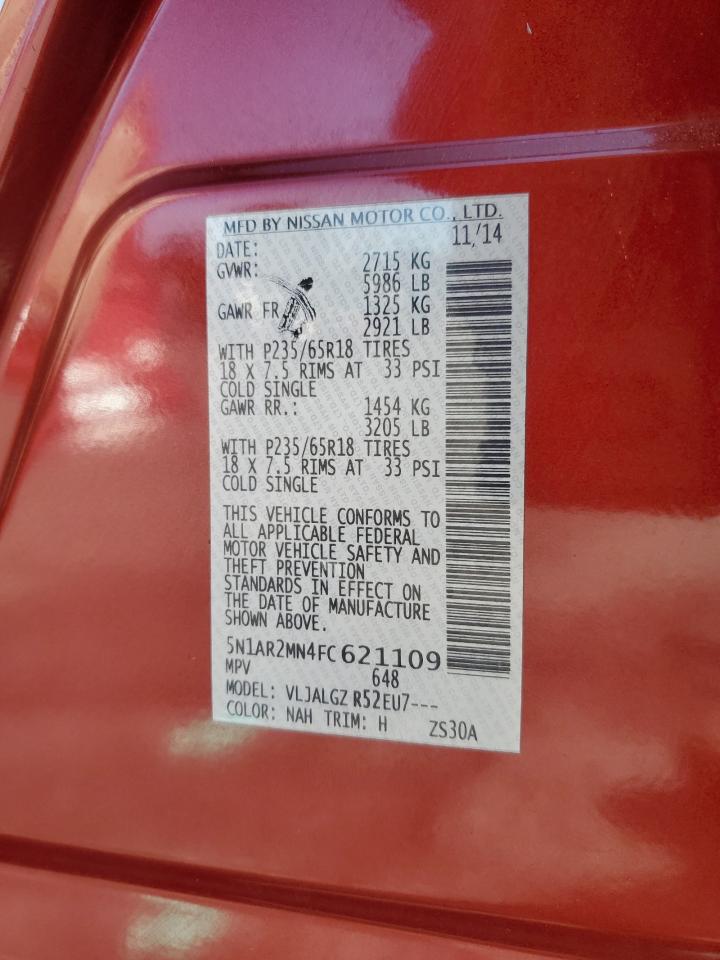 MFD BY NISSAN MOTOR CO., LTD.
DATE: 11,'14
GVWR: 2715 KG
5986 LB
GAWR FR 1325 KG
2921 LB
WITH P235/65R18 TIRES
18 X 7.5 RIMS AT 33 PSI
COLD SINGLE
GAWR RR.: 1454 KG
3205 LB
WITH P235/65R18 TIRES
18 X 7.5 RIMS AT 33 PSI
COLD SINGLE
THIS VEHICLE CONFORMS TO
ALL APPLICABLE FEDERAL
MOTOR VEHICLE SAFETY AND
THEFT PREVENTION
STANDARDS IN EFFECT ON
THE DATE OF MANUFACTURE
SHOWN ABOVE.
5N1AR2MN4FC621109
MPV 648
MODEL: VLJALGZ R52EU7---
COLOR: NAH TRIM: H ZS30A